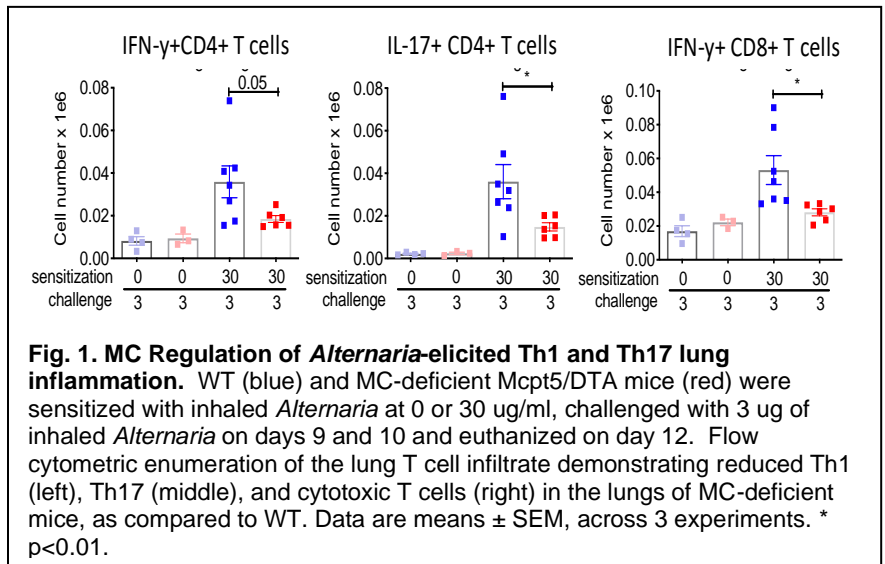 IFN-y+CD4+ T cells
IL-17+ CD4+ T cells
IFN-y+ CD8+ T cells
Cell number x 1e6
0.08
0.06
0.04
0.02
0.00
0.05
sensitization 0 0 30 30
challenge 3 3 3 3
Cell number x 1e6
0.08
0.06
0.04
0.02
0.00
*
0 0 30 30
3 3 3 3
Cell number x 1e6
0.10
0.08
0.06
0.04
0.02
0.00
*
sensitization 0 0 30 30
challenge 3 3 3 3
Fig. 1. MC Regulation of Alternaria-elicited Th1 and Th17 lung
inflammation. WT (blue) and MC-deficient Mcpt5/DTA mice (red) were
sensitized with inhaled Alternaria at 0 or 30 ug/ml, challenged with 3 ug of
inhaled Alternaria on days 9 and 10 and euthanized on day 12. Flow
cytometric enumeration of the lung T cell infiltrate demonstrating reduced Th1
(left), Th17 (middle), and cytotoxic T cells (right) in the lungs of MC-deficient
mice, as compared to WT. Data are means ± SEM, across 3 experiments. *
p<0.01.